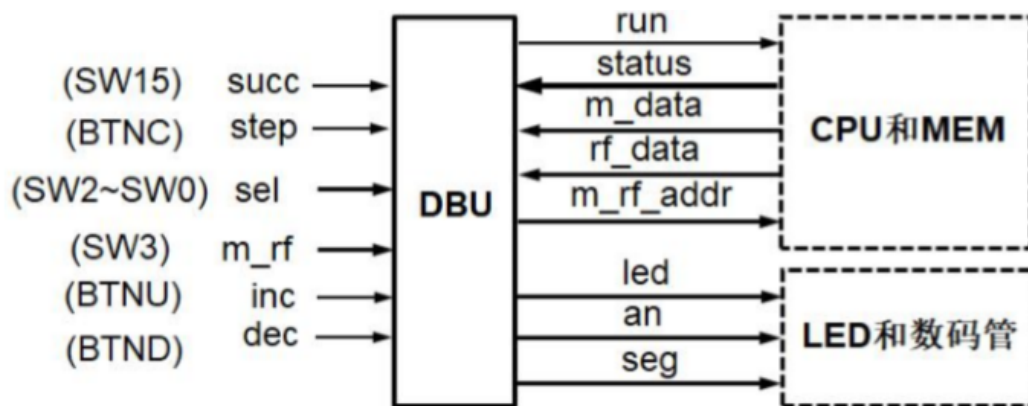 (SW15) succ
(BTNC) step
(SW2~SW0) sel
(SW3) m_rf
(BTNU) inc
(BTND) dec
DBU
run
status
m_data
rf_data
m_rf_addr
led
an
seg
CPU和MEM
LED和数码管